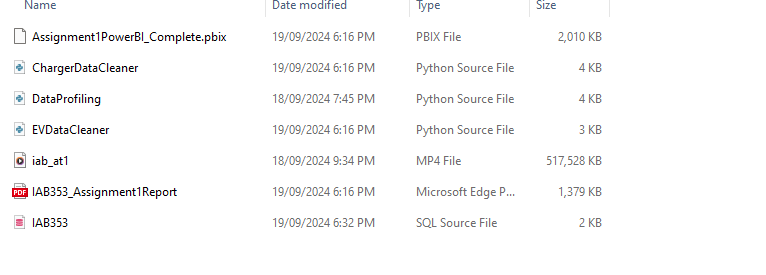 Name Date modified Type Size
Assignment1PowerBI_Complete.pbix 19/09/2024 6:16 PM PBIX File 2,010 KB
ChargerDataCleaner 19/09/2024 6:16 PM Python Source File 4 KB
DataProfiling 18/09/2024 7:45 PM Python Source File 4 KB
EVDataCleaner 19/09/2024 6:16 PM Python Source File 3 KB
iab_at1 18/09/2024 9:34 PM MP4 File 517,528 KB
PDF IAB353_Assignment1Report 19/09/2024 6:16 PM Microsoft Edge P... 1,379 KB
IAB353 19/09/2024 6:32 PM SQL Source File 2 KB